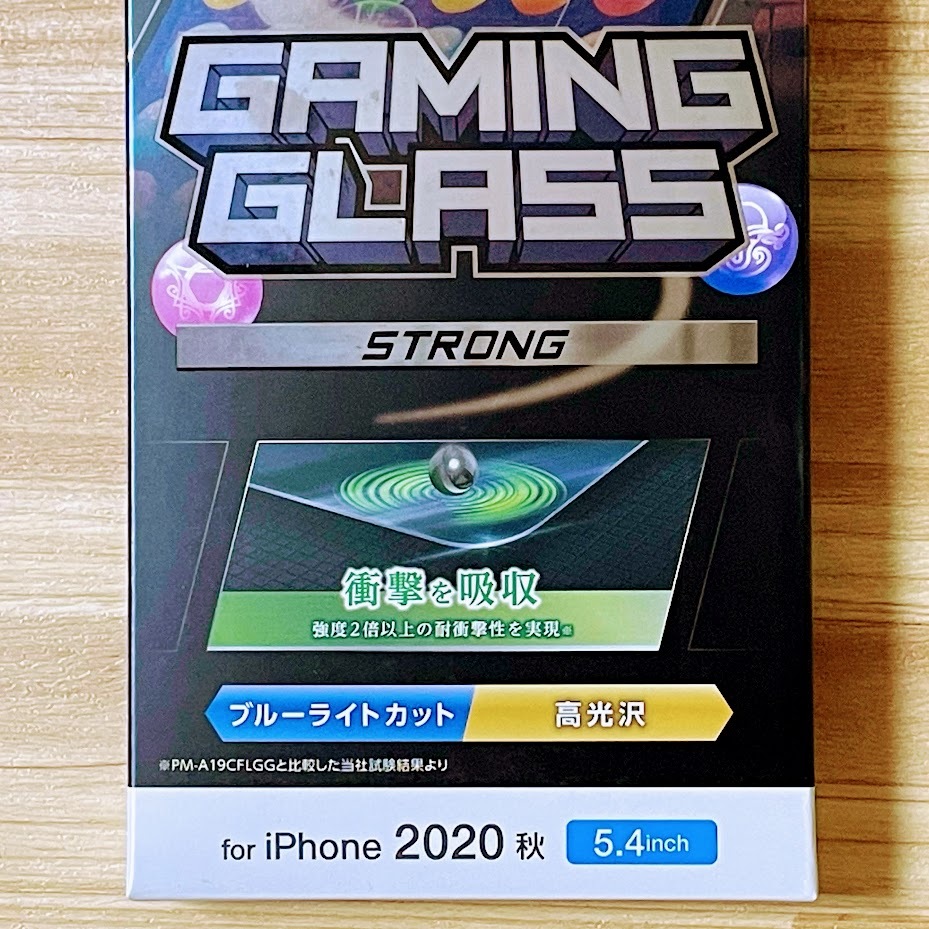 GAMING
GLASS
STRONG
衝撃を吸収
強度2倍以上の耐衝撃性を実現※
ブルーライトカット 高光沢
※PM-A19CFLGGと比較した当社試験結果より
for iPhone 2020 秋 5.4inch